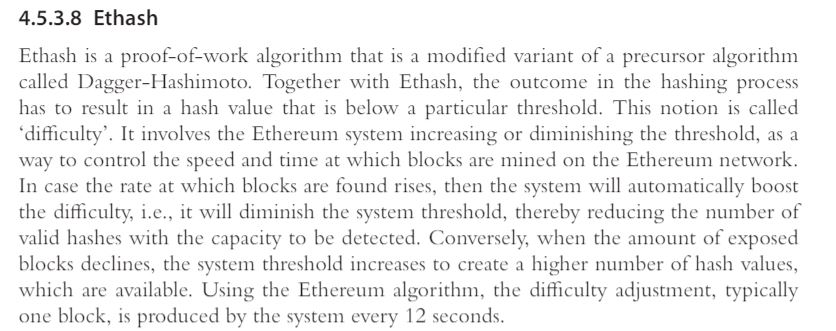 4.5.3.8 Ethash
Ethash is a proof-of-work algorithm that is a modified variant of a precursor algorithm
called Dagger-Hashimoto. Together with Ethash, the outcome in the hashing process
has to result in a hash value that is below a particular threshold. This notion is called
‘difficulty’. It involves the Ethereum system increasing or diminishing the threshold, as a
way to control the speed and time at which blocks are mined on the Ethereum network.
In case the rate at which blocks are found rises, then the system will automatically boost
the difficulty, i.e., it will diminish the system threshold, thereby reducing the number of
valid hashes with the capacity to be detected. Conversely, when the amount of exposed
blocks declines, the system threshold increases to create a higher number of hash values,
which are available. Using the Ethereum algorithm, the difficulty adjustment, typically
one block, is produced by the system every 12 seconds.